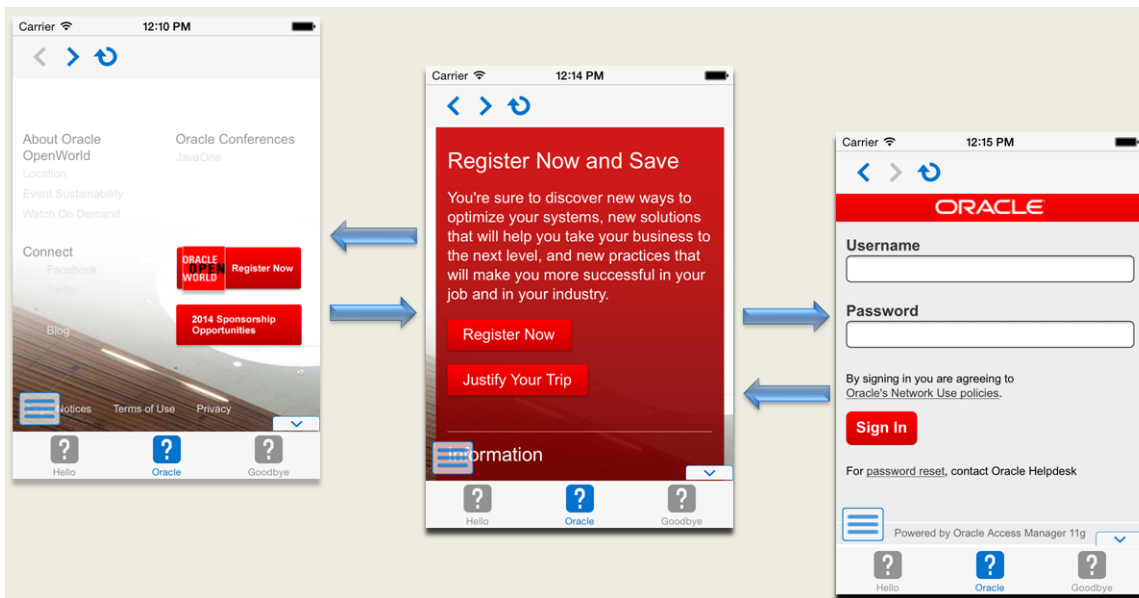 Carrier 12:10 PM
About Oracle
OpenWorld
Location
Event Sustainability
Watch On Demand
Oracle Conferences
JavaOne
Connect
Facebook
Twitter
Blog
ORACLE
OPEN
WORLD
Register Now
2014 Sponsorship
Opportunities
Notices Terms of Use Privacy
Hello Oracle Goodbye
Carrier 12:14 PM
Register Now and Save
You're sure to discover new ways to
optimize your systems, new solutions
that will help you take your business to
the next level, and new practices that
will make you more successful in your
job and in your industry.
Register Now
Justify Your Trip
Information
Hello Oracle Goodbye
Carrier 12:15 PM
ORACLE
Username
Password
By signing in you are agreeing to
Oracle's Network Use policies.
Sign In
For password reset, contact Oracle Helpdesk
Powered by Oracle Access Manager 11g
Hello Oracle Goodbye